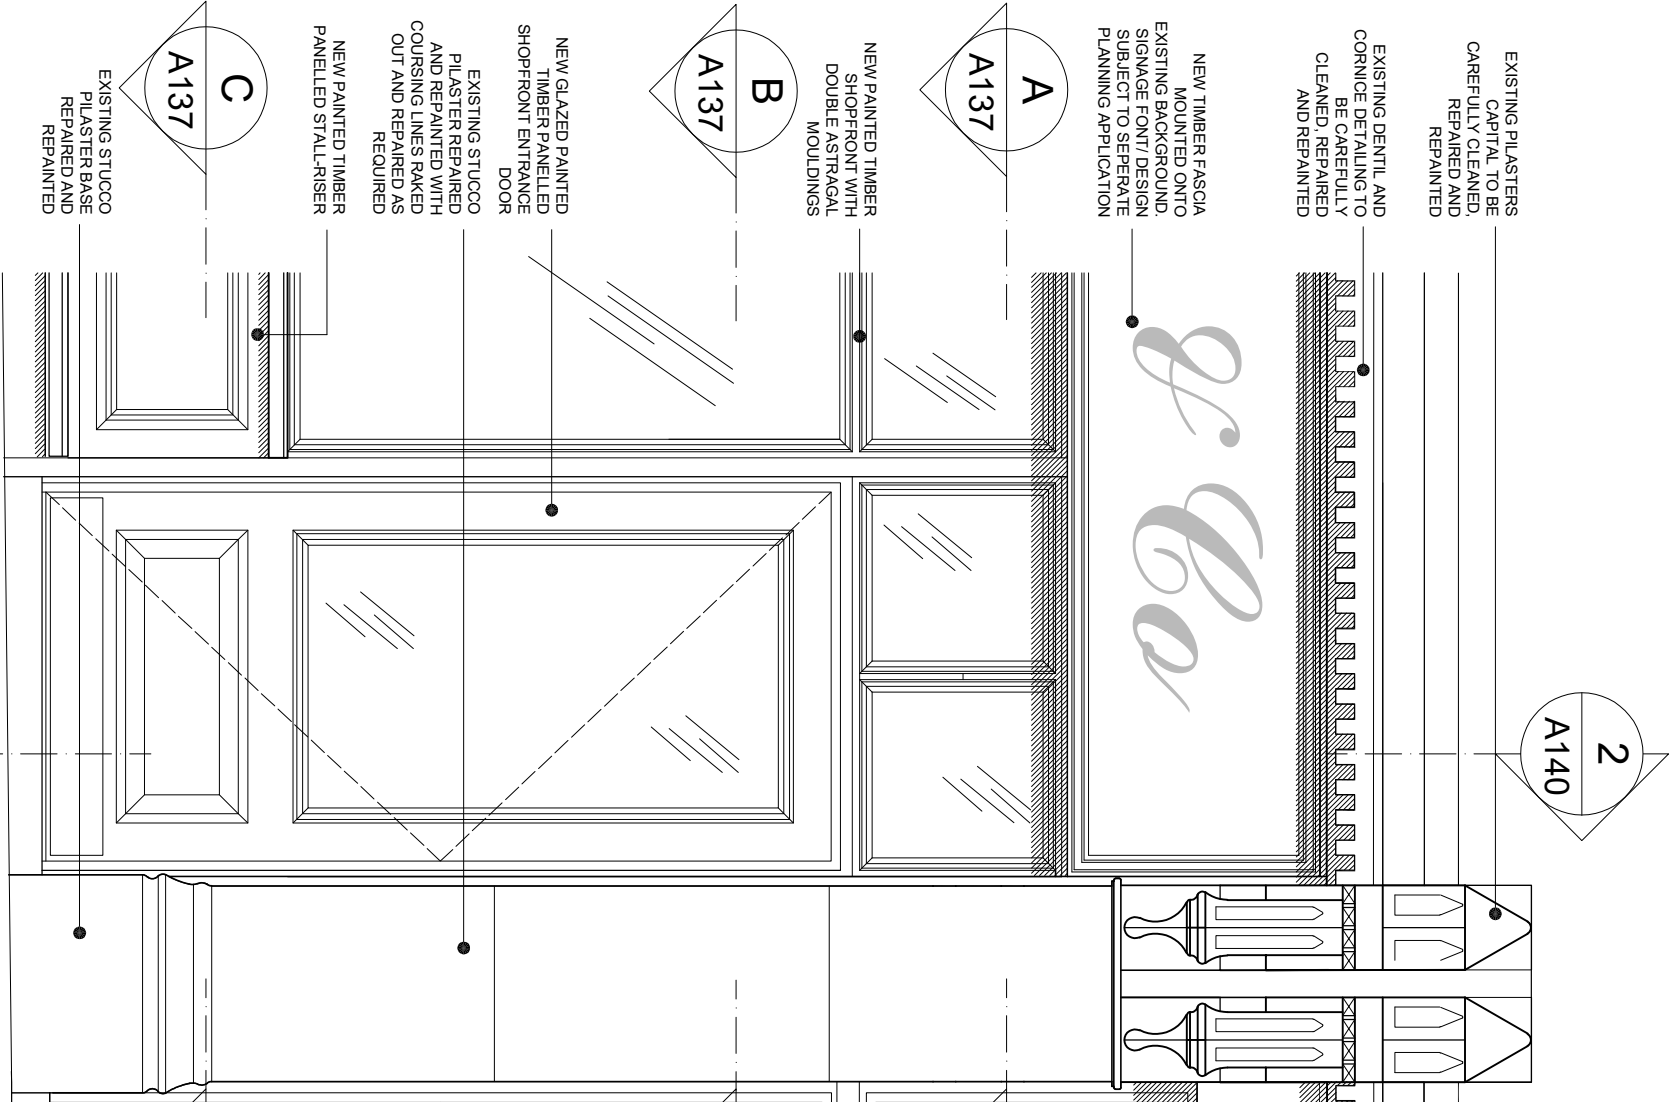 EXISTING PILASTERS
CAPITAL TO BE
CAREFULLY CLEANED,
REPAIRED AND
REPAINTED
EXISTING DENTIL AND
CORNICE DETAILING TO
BE CAREFULLY
CLEANED, REPAIRED
AND REPAINTED
NEW TIMBER FASCIA
MOUNTED ONTO
EXISTING BACKGROUND.
SIGNAGE FONT/ DESIGN
SUBJECT TO SEPERATE
PLANNING APPLICATION
A
A137
NEW PAINTED TIMBER
SHOPFRONT WITH
DOUBLE ASTRAGAL
MOULDINGS
B
A137
NEW GLAZED PAINTED
TIMBER PANELLED
SHOPFRONT ENTRANCE
DOOR
EXISTING STUCCO
PILASTER REPAIRED
AND REPAINTED WITH
COURSING LINES RAKED
OUT AND REPAIRED AS
REQUIRED
NEW PAINTED TIMBER
PANELLED STALL-RISER
C
A137
EXISTING STUCCO
PILASTER BASE
REPAIRED AND
REPAINTED
& Co
2
A140